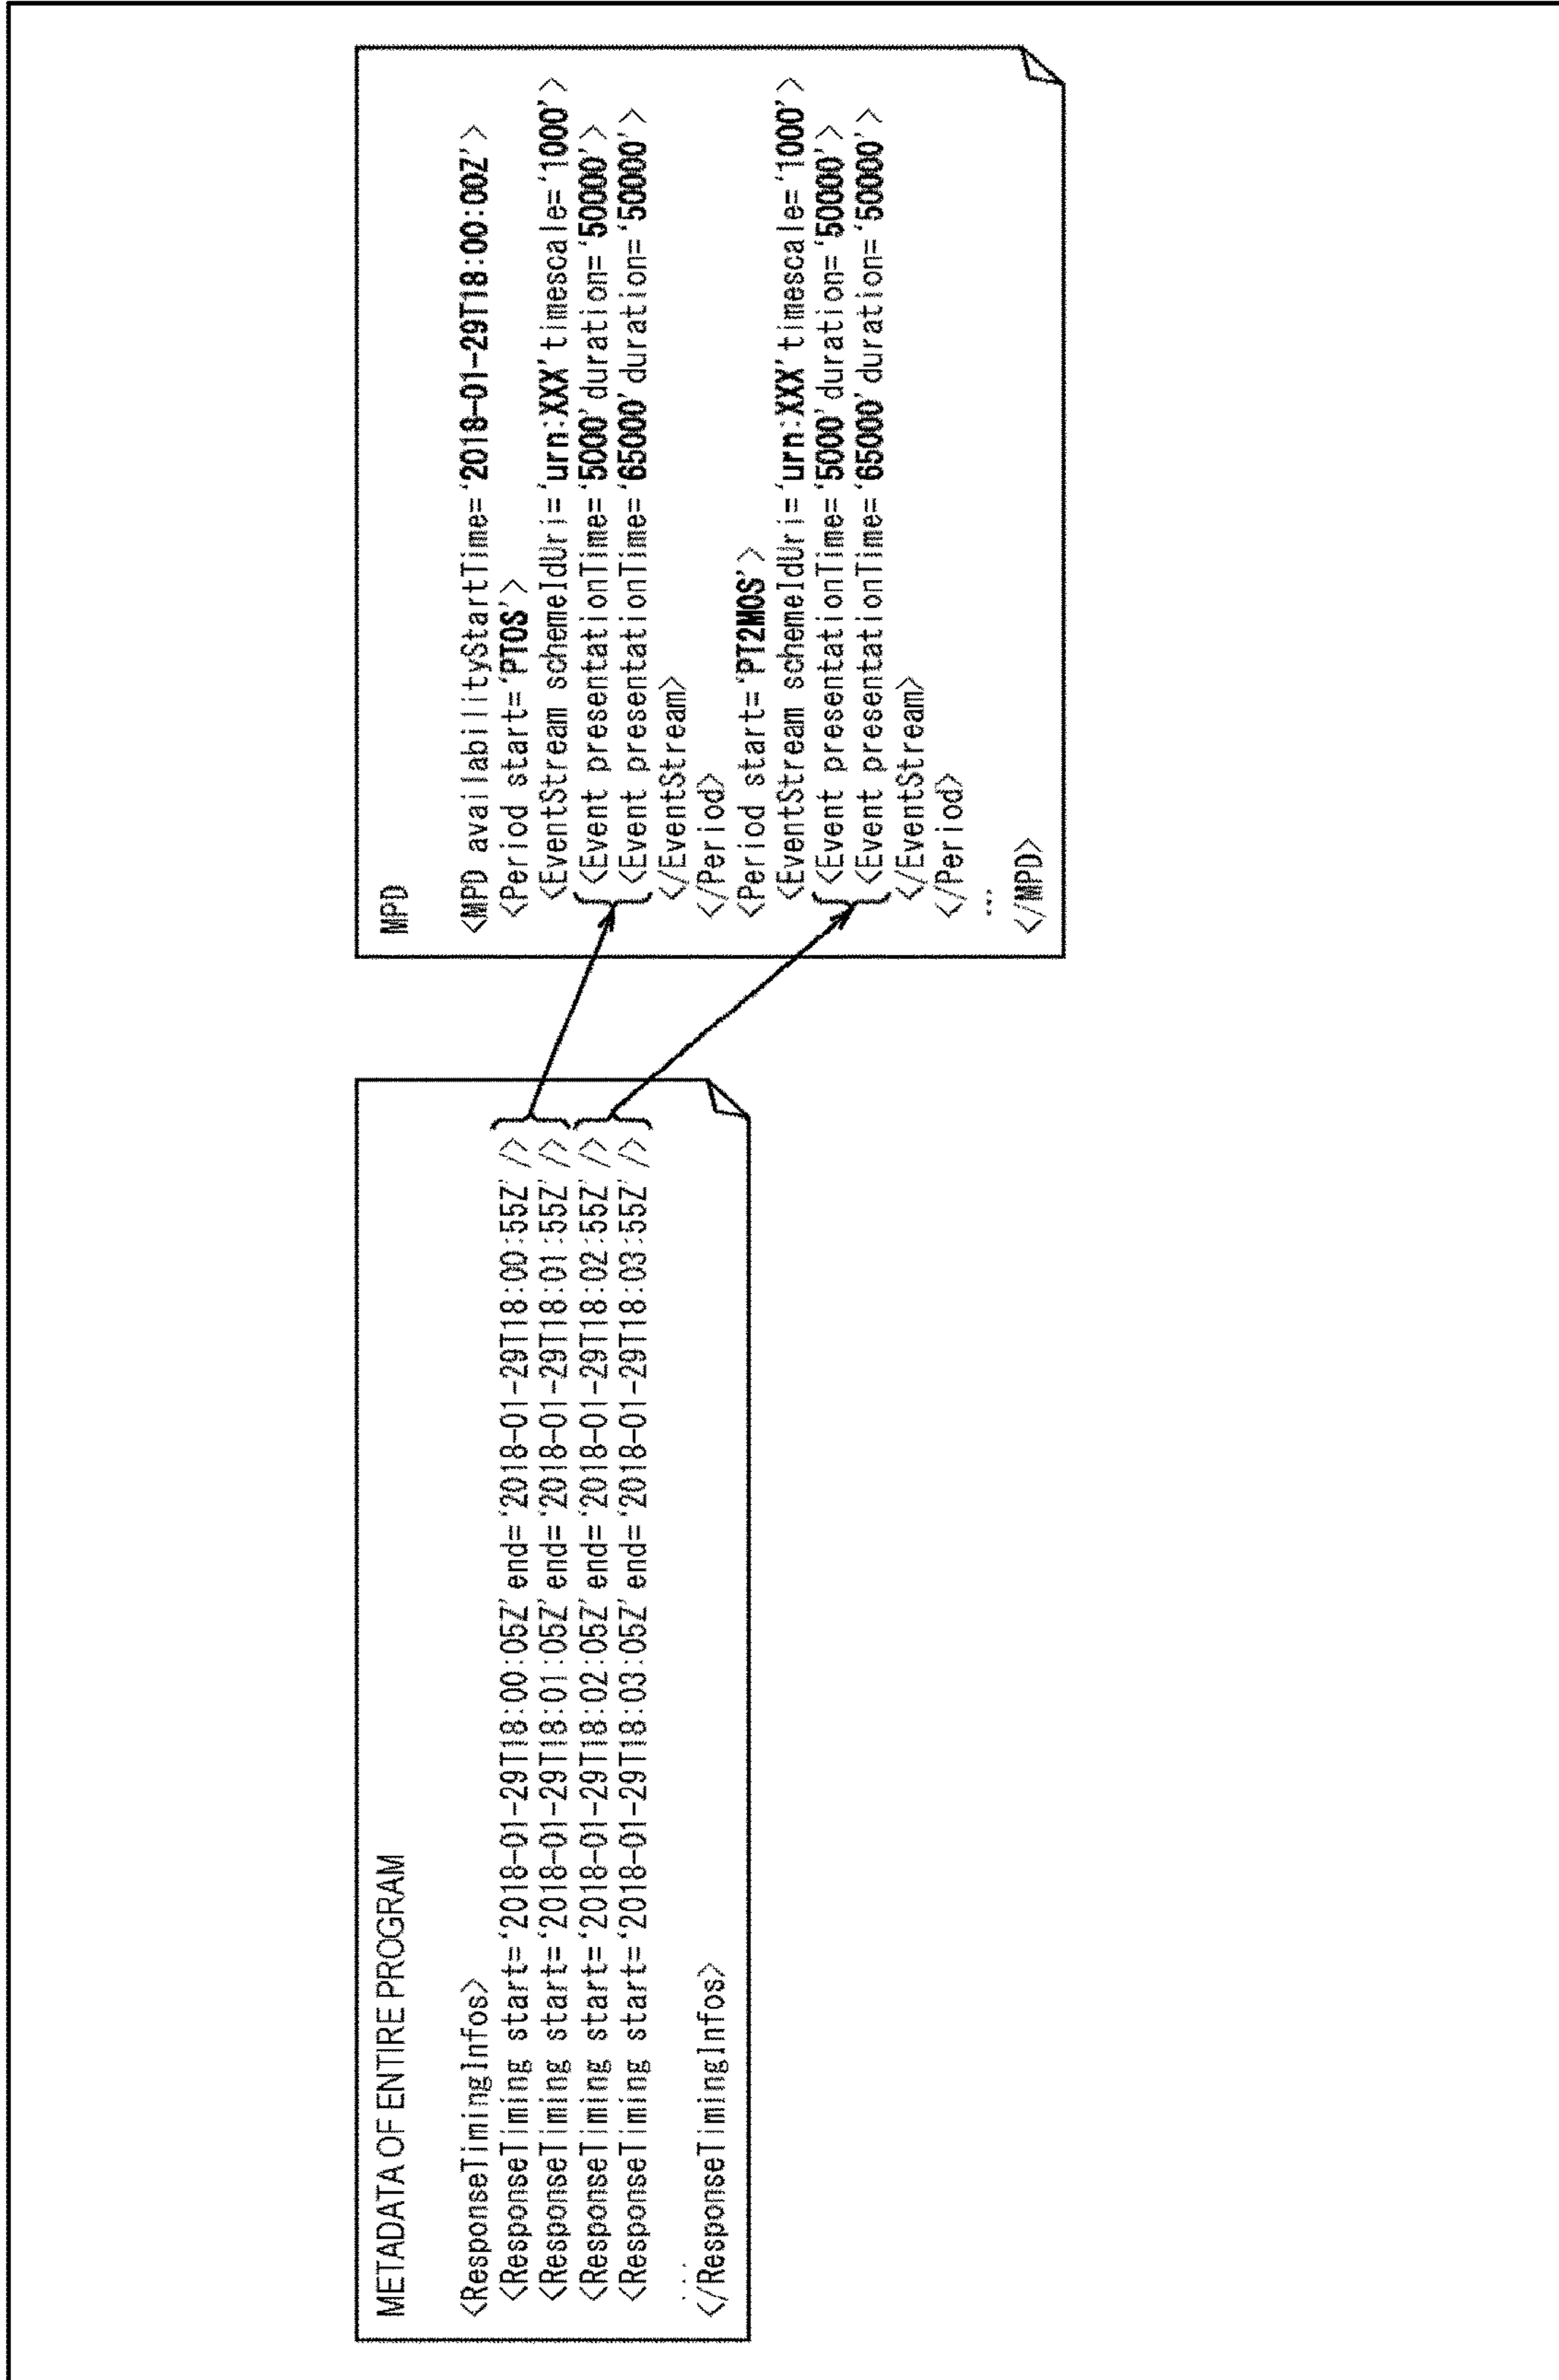 METADATA OF ENTIRE PROGRAM
<ResponseTimingInfos>
<ResponseTiming start=‘2018-01-29T18:00:05Z’ end=‘2018-01-29T18:00:55Z’ />
<ResponseTiming start=‘2018-01-29T18:01:05Z’ end=‘2018-01-29T18:01:55Z’ />
<ResponseTiming start=‘2018-01-29T18:02:05Z’ end=‘2018-01-29T18:02:55Z’ />
<ResponseTiming start=‘2018-01-29T18:03:05Z’ end=‘2018-01-29T18:03:55Z’ />
...
</ResponseTimingInfos>
MPD
<MPD availabilityStartTime=‘2018-01-29T18:00:00Z’>
<Period start=‘PT0S’>
<EventStream schemeIdUri=‘urn:XXX’ timescale=‘1000’>
<Event presentationTime=‘5000’ duration=‘50000’>
<Event presentationTime=‘65000’ duration=‘50000’>
</EventStream>
</Period>
<Period start=‘PT2M0S’>
<EventStream schemeIdUri=‘urn:XXX’ timescale=‘1000’>
<Event presentationTime=‘5000’ duration=‘50000’>
<Event presentationTime=‘65000’ duration=‘50000’>
</EventStream>
</Period>
...
</MPD>